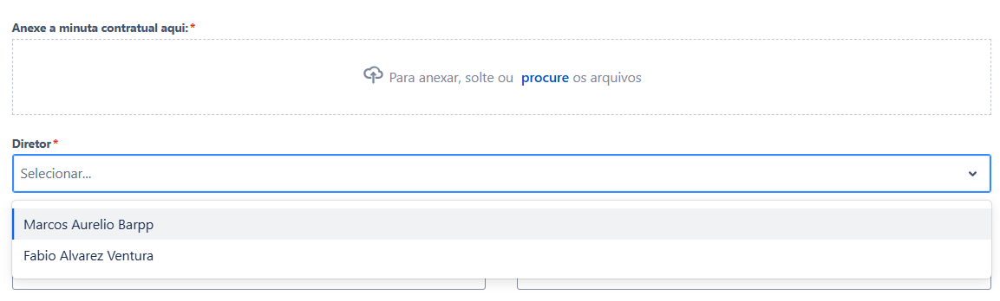 Anexe a minuta contratual aqui:*
Para anexar, solte ou procure os arquivos
Diretor*
Selecionar...
Marcos Aurelio Barpp
Fabio Alvarez Ventura